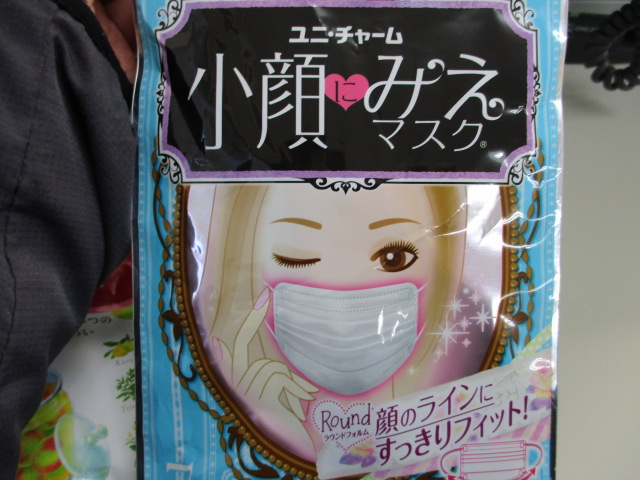 ユニ・チャーム
小顔にみえ
マスク®
Round
ラウンドフォルム
顔のラインに
すっきりフィット!